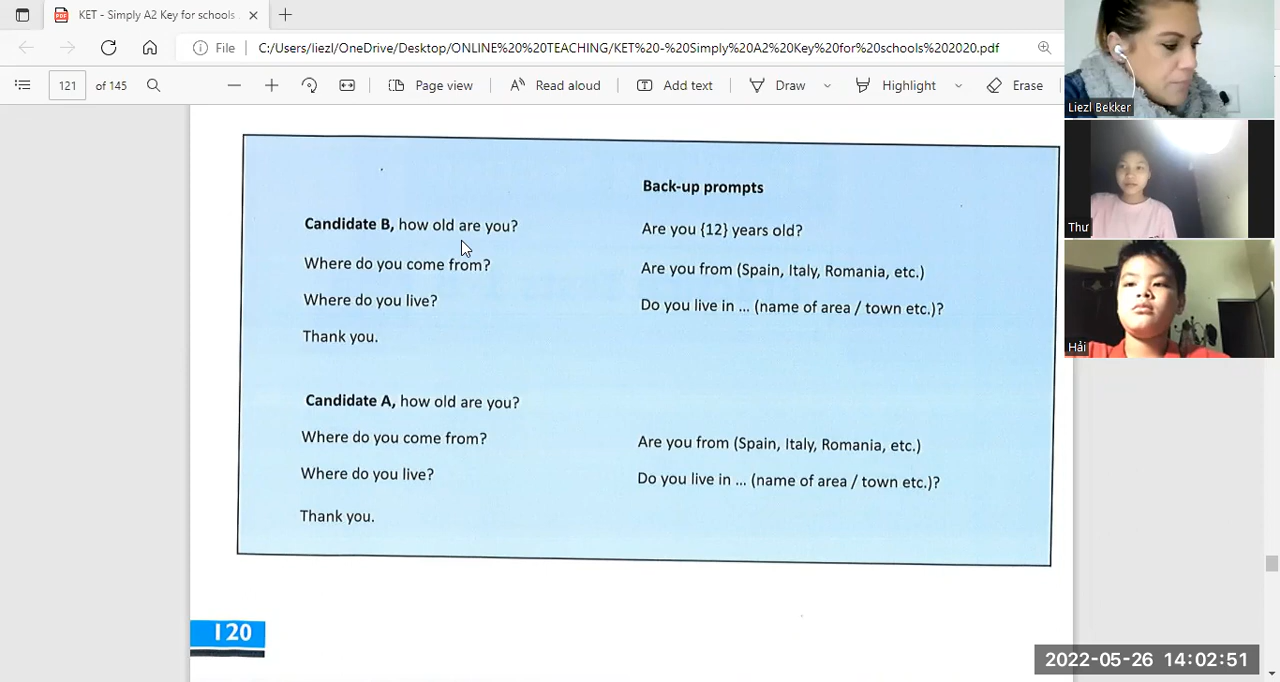 KET - Simply A2 Key for schools
File
C:/Users/liezl/OneDrive/Desktop/ONLINE%20%20TEACHING/KET%20-%20Simply%20A2%20Key%20for%20schools%202020.pdf
121 of 145
Page view
Read aloud
Add text
Draw
Highlight
Erase
Liezl Bekker
Thư
Hải
Back-up prompts
Candidate B, how old are you? Are you {12} years old?
Where do you come from? Are you from (Spain, Italy, Romania, etc.)
Where do you live? Do you live in ... (name of area / town etc.)?
Thank you.
Candidate A, how old are you?
Where do you come from? Are you from (Spain, Italy, Romania, etc.)
Where do you live? Do you live in ... (name of area / town etc.)?
Thank you.
120
2022-05-26 14:02:51